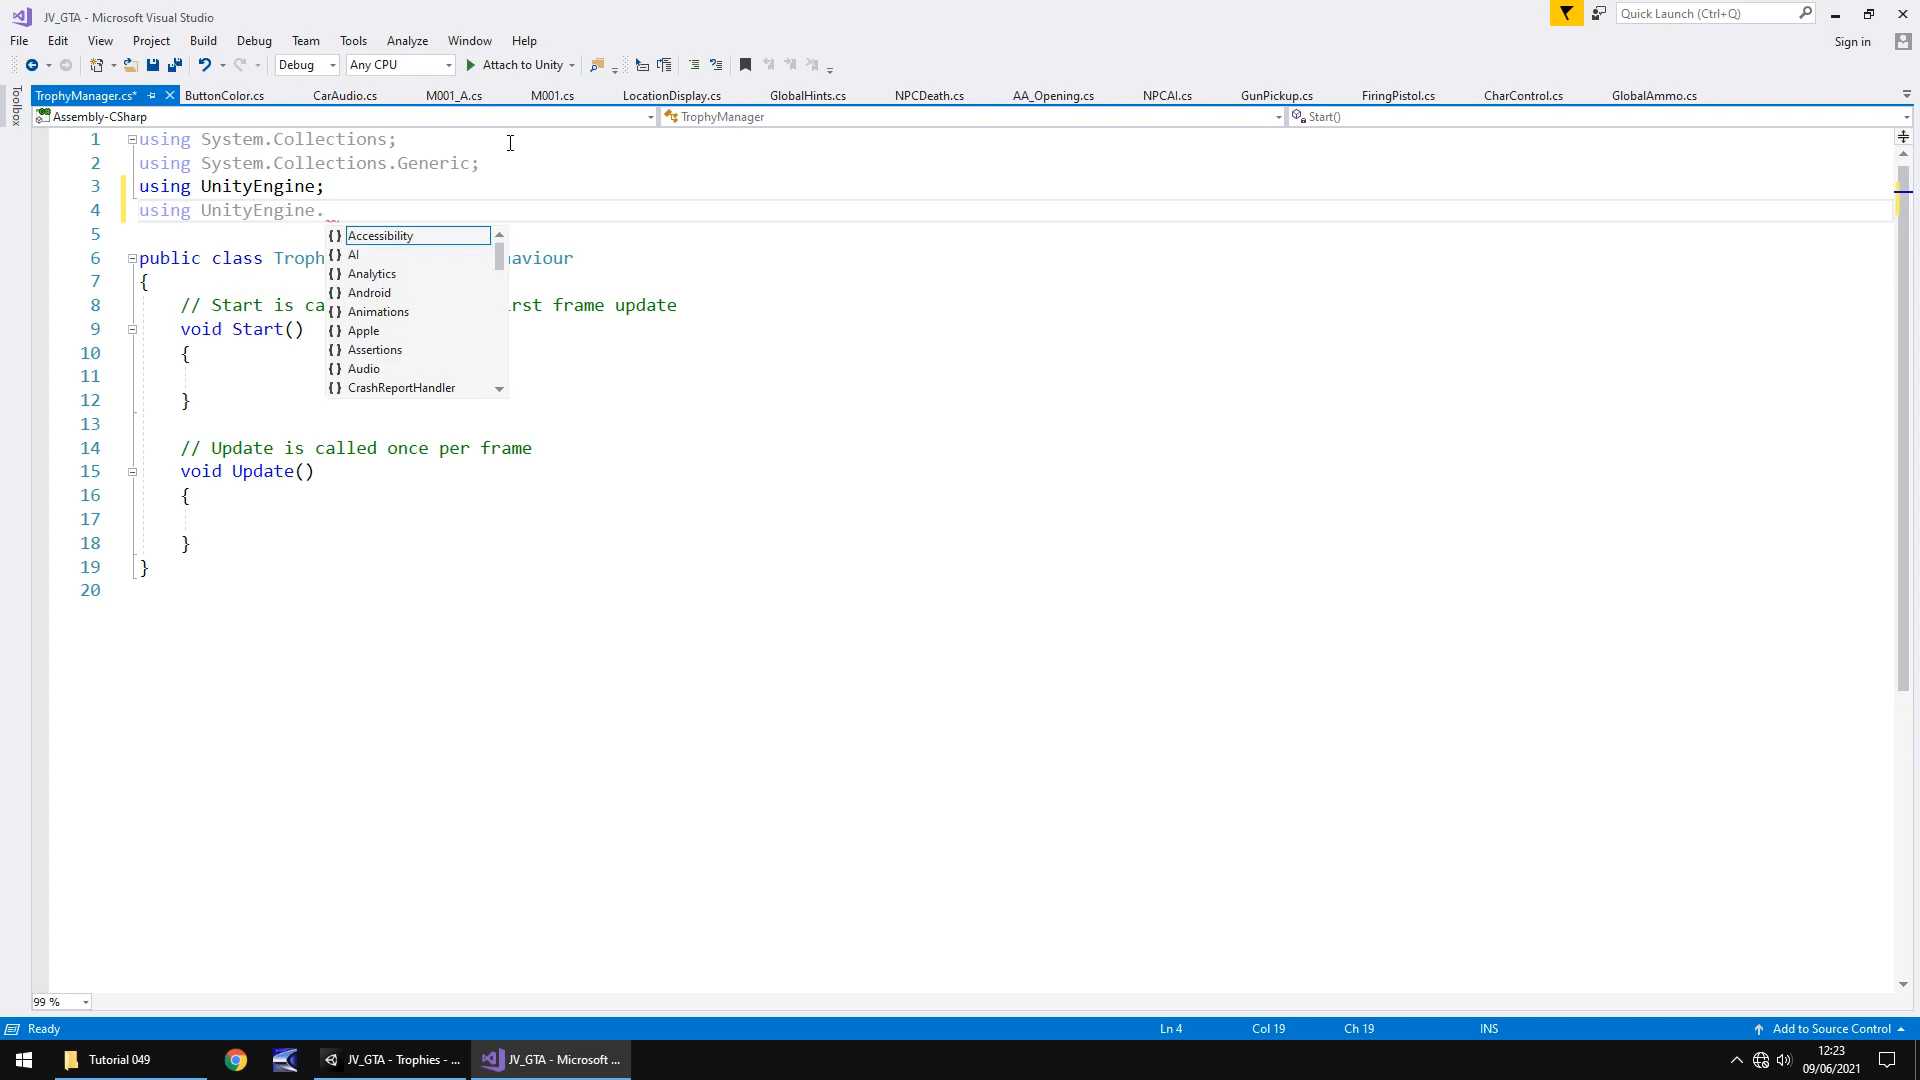 JV_GTA - Microsoft Visual Studio
Quick Launch (Ctrl+Q)
File Edit View Project Build Debug Team Tools Analyze Window Help
Sign in
Debug Any CPU Attach to Unity
Toolbox
TrophyManager.cs* ButtonColor.cs CarAudio.cs M001_A.cs M001.cs LocationDisplay.cs GlobalHints.cs NPCDeath.cs AA_Opening.cs NPCAI.cs GunPickup.cs FiringPistol.cs CharControl.cs GlobalAmmo.cs
Assembly-CSharp TrophyManager Start()
1 using System.Collections;
2 using System.Collections.Generic;
3 using UnityEngine;
4 using UnityEngine.
5
Accessibility
6 public class Troph aviour
AI
7 {
Analytics
8 // Start is ca rst frame update
Android
Animations
9 void Start()
Apple
10 {
Assertions
11
Audio
12 }
CrashReportHandler
13
14 // Update is called once per frame
15 void Update()
16 {
17
18 }
19 }
20
99 %
Ready Ln 4 Col 19 Ch 19 INS Add to Source Control
Tutorial 049 JV_GTA - Trophies - ... JV_GTA - Microsoft ... 12:23
09/06/2021